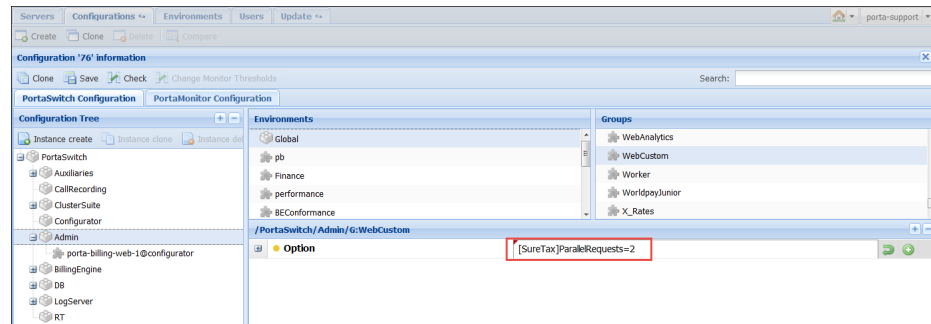 Servers Configurations Environments Users Update porta-support
Create Clone Delete Compare
Configuration '76' information
Clone Save Check Change Monitor Thresholds Search:
PortaSwitch Configuration PortaMonitor Configuration
Configuration Tree
Instance create Instance clone Instance del
PortaSwitch
Auxiliaries
CallRecording
ClusterSuite
Configurator
Admin
porta-billing-web-1@configurator
BillingEngine
DB
LogServer
RT
Environments
Global
pb
Finance
performance
BEConformance
Groups
WebAnalytics
WebCustom
Worker
WorldpayJunior
X_Rates
/PortaSwitch/Admin/G:WebCustom
Option [SureTax]ParallelRequests=2